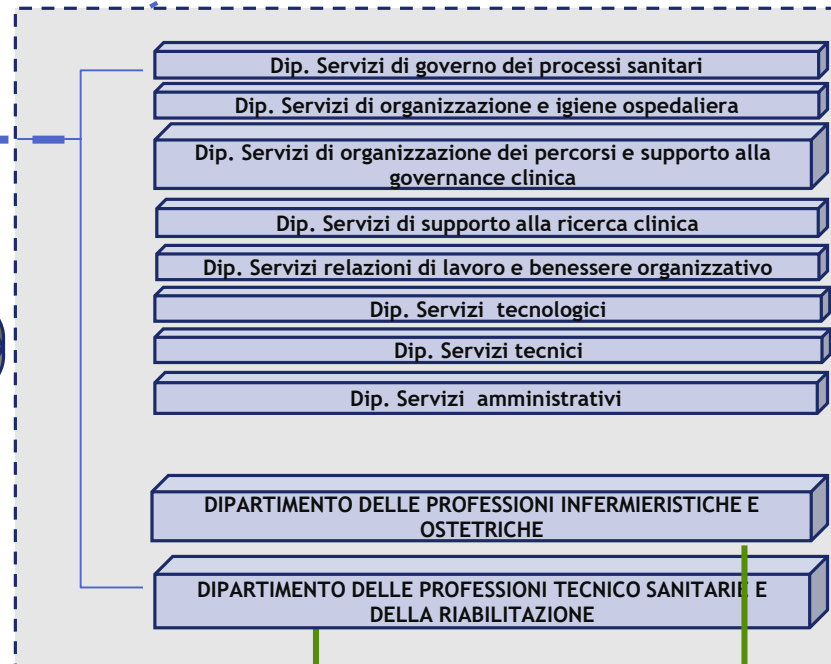 Dip. Servizi di governo dei processi sanitari
Dip. Servizi di organizzazione e igiene ospedaliera
Dip. Servizi di organizzazione dei percorsi e supporto alla
governance clinica
Dip. Servizi di supporto alla ricerca clinica
Dip. Servizi relazioni di lavoro e benessere organizzativo
Dip. Servizi tecnologici
Dip. Servizi tecnici
Dip. Servizi amministrativi
DIPARTIMENTO DELLE PROFESSIONI INFERMIERISTICHE E
OSTETRICHE
DIPARTIMENTO DELLE PROFESSIONI TECNICO SANITARIE E
DELLA RIABILITAZIONE